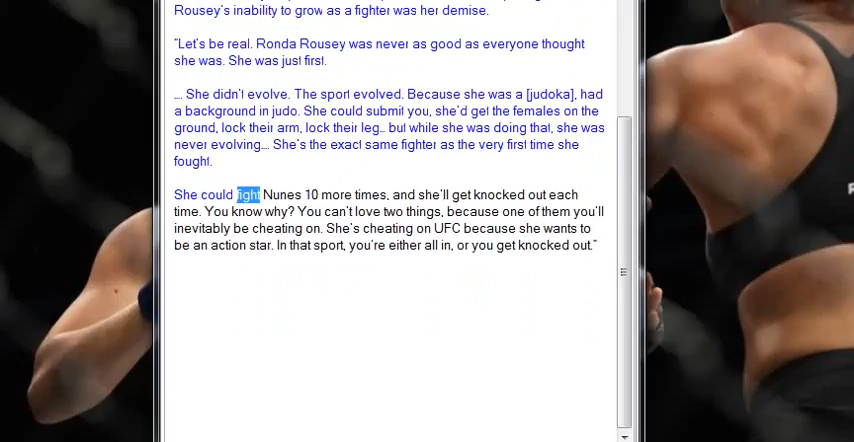 Rousey's inability to grow as a fighter was her demise.
"Let's be real. Ronda Rousey was never as good as everyone thought
she was. She was just first.
... She didn't evolve. The sport evolved. Because she was a [judoka], had
a background in judo. She could submit you, she'd get the females on the
ground, lock their arm, lock their leg... but while she was doing that, she was
never evolving.... She's the exact same fighter as the very first time she
fought.
She could fight Nunes 10 more times, and she'll get knocked out each
time. You know why? You can't love two things, because one of them you'll
inevitably be cheating on. She's cheating on UFC because she wants to
be an action star. In that sport, you're either all in, or you get knocked out."